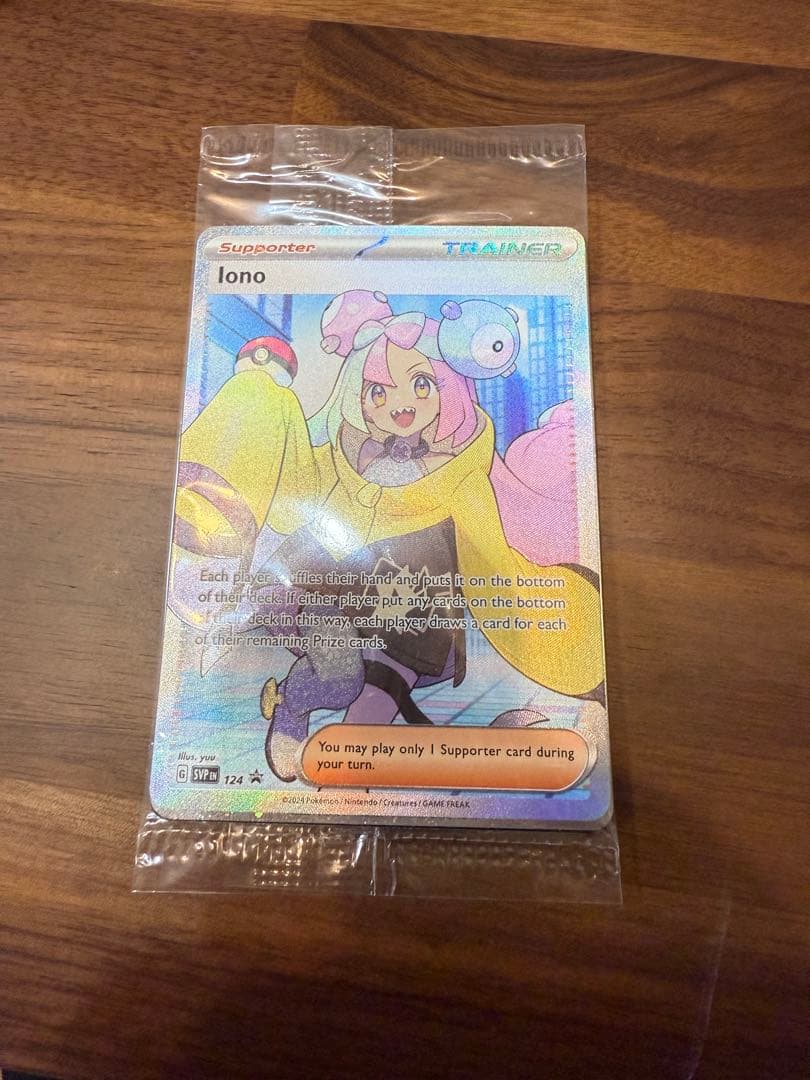 Supporter TRAINER
Iono
Each player shuffles their hand and puts it on the bottom
of their deck. If either player put any cards on the bottom
of their deck in this way, each player draws a card for each
of their remaining Prize cards.
You may play only 1 Supporter card during
your turn.
Illus. yuu
G SVP EN 124
©2024 Pokémon / Nintendo / Creatures / GAME FREAK